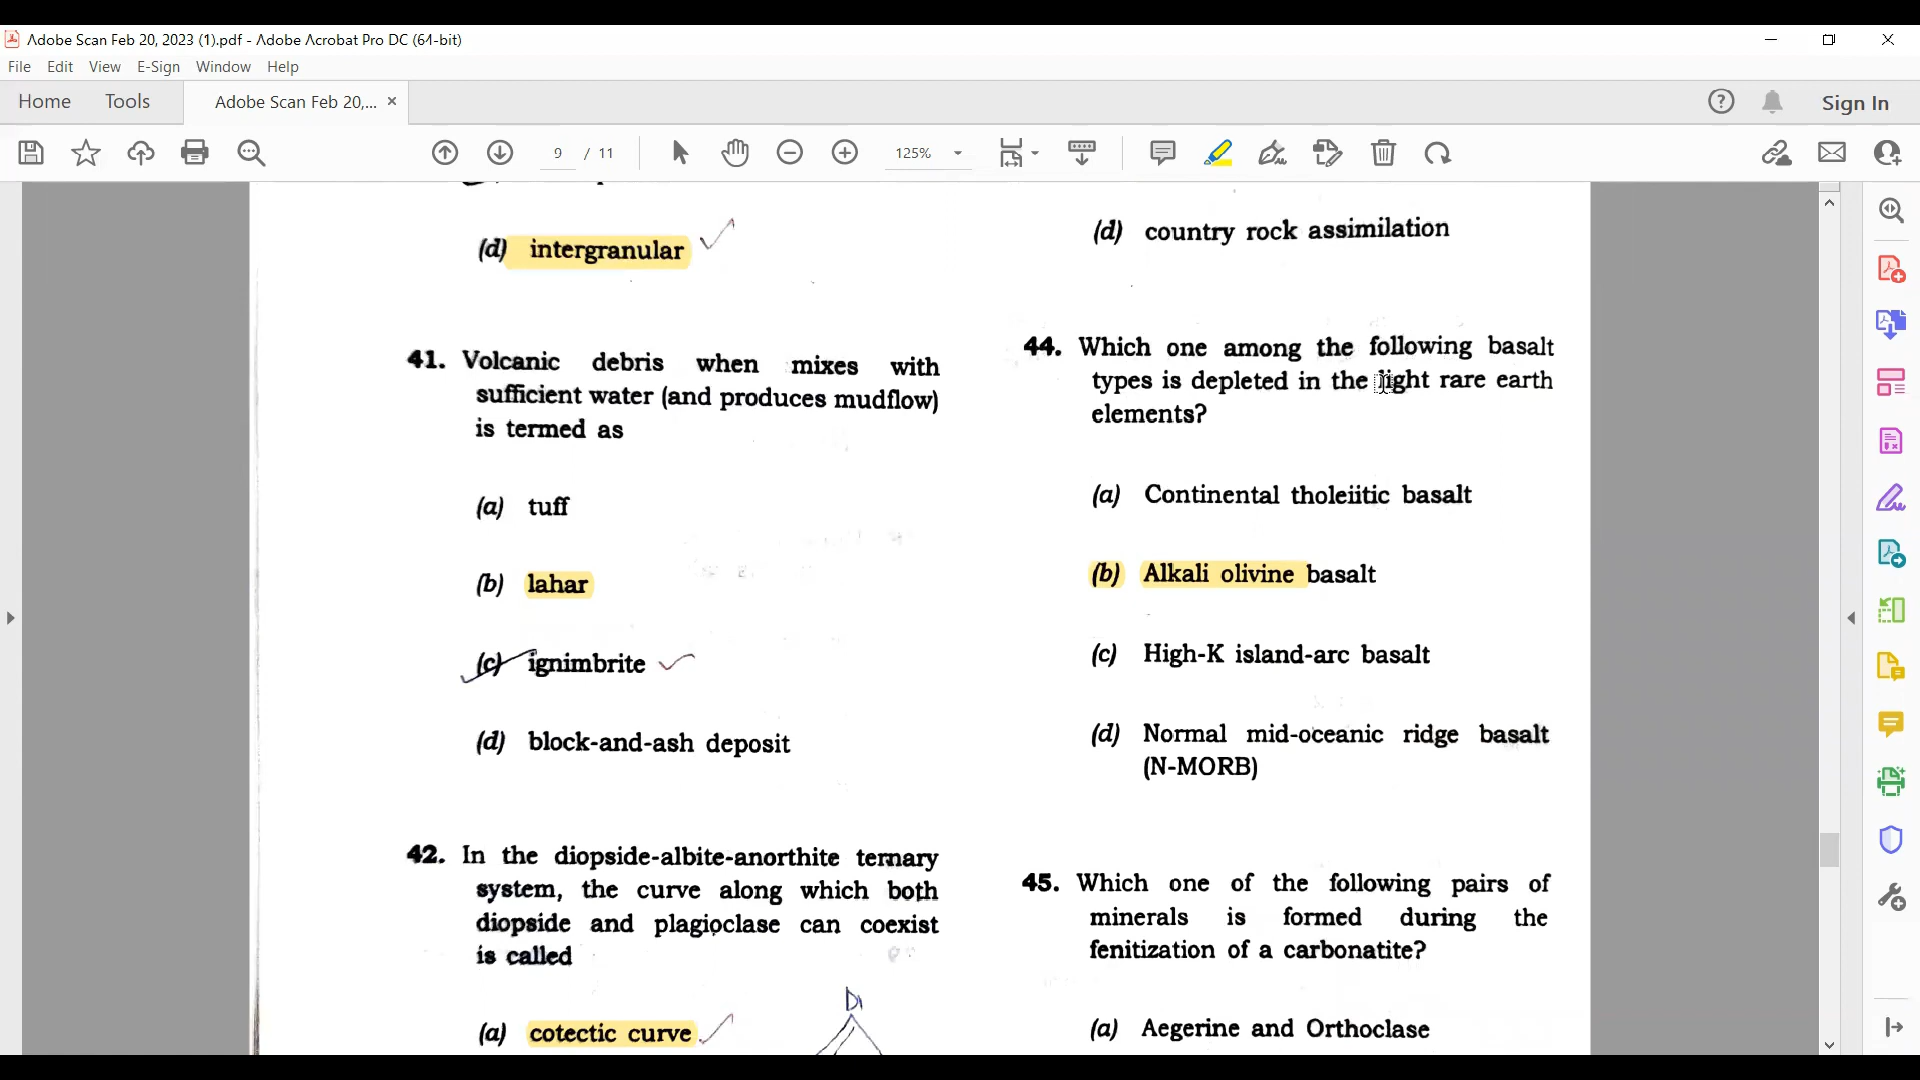 Adobe Scan Feb 20, 2023 (1).pdf - Adobe Acrobat Pro DC (64-bit)
File Edit View E-Sign Window Help
Home Tools Adobe Scan Feb 20,... × Sign In
9 / 11 125%
(d) intergranular
41. Volcanic debris when mixes with
sufficient water (and produces mudflow)
is termed as
(a) tuff
(b) lahar
(c) ignimbrite
(d) block-and-ash deposit
42. In the diopside-albite-anorthite ternary
system, the curve along which both
diopside and plagioclase can coexist
is called
Di
(a) cotectic curve
(d) country rock assimilation
44. Which one among the following basalt
types is depleted in the light rare earth
elements?
(a) Continental tholeiitic basalt
(b) Alkali olivine basalt
(c) High-K island-arc basalt
(d) Normal mid-oceanic ridge basalt
(N-MORB)
45. Which one of the following pairs of
minerals is formed during the
fenitization of a carbonatite?
(a) Aegerine and Orthoclase